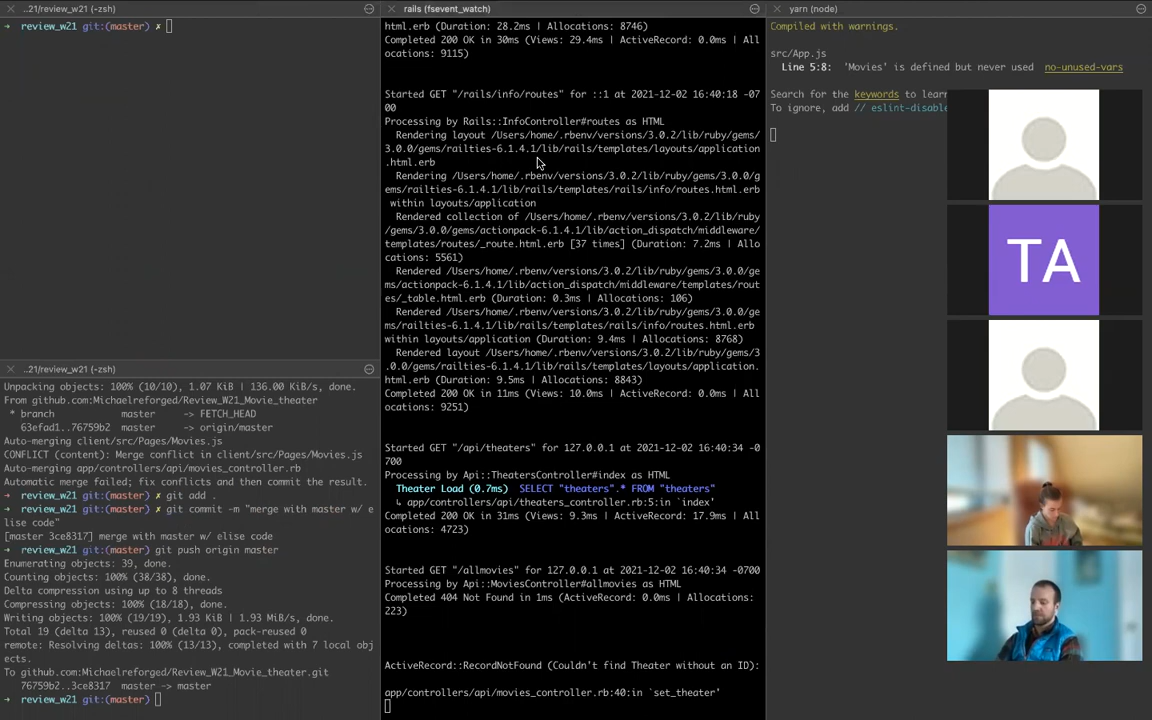 ..21/review_w21 (-zsh)
➜ review_w21 git:(master) ✗
..21/review_w21 (-zsh)
Unpacking objects: 100% (10/10), 1.07 KiB | 136.00 KiB/s, done.
From github.com:Michaelreforged/Review_W21_Movie_theater
* branch master -> FETCH_HEAD
63efad1..76759b2 master -> origin/master
Auto-merging client/src/Pages/Movies.js
CONFLICT (content): Merge conflict in client/src/Pages/Movies.js
Auto-merging app/controllers/api/movies_controller.rb
Automatic merge failed; fix conflicts and then commit the result.
➜ review_w21 git:(master) ✗ git add .
➜ review_w21 git:(master) ✗ git commit -m "merge with master w/ e
lise code"
[master 3ce8317] merge with master w/ elise code
➜ review_w21 git:(master) git push origin master
Enumerating objects: 39, done.
Counting objects: 100% (38/38), done.
Delta compression using up to 8 threads
Compressing objects: 100% (18/18), done.
Writing objects: 100% (19/19), 1.93 KiB | 1.93 MiB/s, done.
Total 19 (delta 13), reused 0 (delta 0), pack-reused 0
remote: Resolving deltas: 100% (13/13), completed with 7 local obj
ects.
To github.com:Michaelreforged/Review_W21_Movie_theater.git
76759b2..3ce8317 master -> master
➜ review_w21 git:(master)
rails (fsevent_watch)
html.erb (Duration: 28.2ms | Allocations: 8746)
Completed 200 OK in 30ms (Views: 29.4ms | ActiveRecord: 0.0ms | All
ocations: 9115)
Started GET "/rails/info/routes" for ::1 at 2021-12-02 16:40:18 -07
00
Processing by Rails::InfoController#routes as HTML
Rendering layout /Users/home/.rbenv/versions/3.0.2/lib/ruby/gems/
3.0.0/gems/railties-6.1.4.1/lib/rails/templates/layouts/application
.html.erb
Rendering /Users/home/.rbenv/versions/3.0.2/lib/ruby/gems/3.0.0/g
ems/railties-6.1.4.1/lib/rails/templates/rails/info/routes.html.erb
within layouts/application
Rendered collection of /Users/home/.rbenv/versions/3.0.2/lib/ruby
/gems/3.0.0/gems/actionpack-6.1.4.1/lib/action_dispatch/middleware/
templates/routes/_route.html.erb [37 times] (Duration: 7.2ms | Allo
cations: 5561)
Rendered /Users/home/.rbenv/versions/3.0.2/lib/ruby/gems/3.0.0/ge
ms/actionpack-6.1.4.1/lib/action_dispatch/middleware/templates/rout
es/_table.html.erb (Duration: 0.3ms | Allocations: 106)
Rendered /Users/home/.rbenv/versions/3.0.2/lib/ruby/gems/3.0.0/ge
ms/railties-6.1.4.1/lib/rails/templates/rails/info/routes.html.erb
within layouts/application (Duration: 9.4ms | Allocations: 8768)
Rendered layout /Users/home/.rbenv/versions/3.0.2/lib/ruby/gems/3
.0.0/gems/railties-6.1.4.1/lib/rails/templates/layouts/application.
html.erb (Duration: 9.5ms | Allocations: 8843)
Completed 200 OK in 11ms (Views: 10.0ms | ActiveRecord: 0.0ms | All
ocations: 9251)
Started GET "/api/theaters" for 127.0.0.1 at 2021-12-02 16:40:34 -0
700
Processing by Api::TheatersController#index as HTML
Theater Load (0.7ms) SELECT "theaters".* FROM "theaters"
↳ app/controllers/api/theaters_controller.rb:5:in `index'
Completed 200 OK in 31ms (Views: 9.3ms | ActiveRecord: 17.9ms | All
ocations: 4723)
Started GET "/allmovies" for 127.0.0.1 at 2021-12-02 16:40:34 -0700
Processing by Api::MoviesController#allmovies as HTML
Completed 404 Not Found in 1ms (ActiveRecord: 0.0ms | Allocations:
223)
ActiveRecord::RecordNotFound (Couldn't find Theater without an ID):
app/controllers/api/movies_controller.rb:40:in `set_theater'
yarn (node)
Compiled with warnings.
src/App.js
Line 5:8: 'Movies' is defined but never used no-unused-vars
Search for the keywords to lear
To ignore, add // eslint-disable
TA